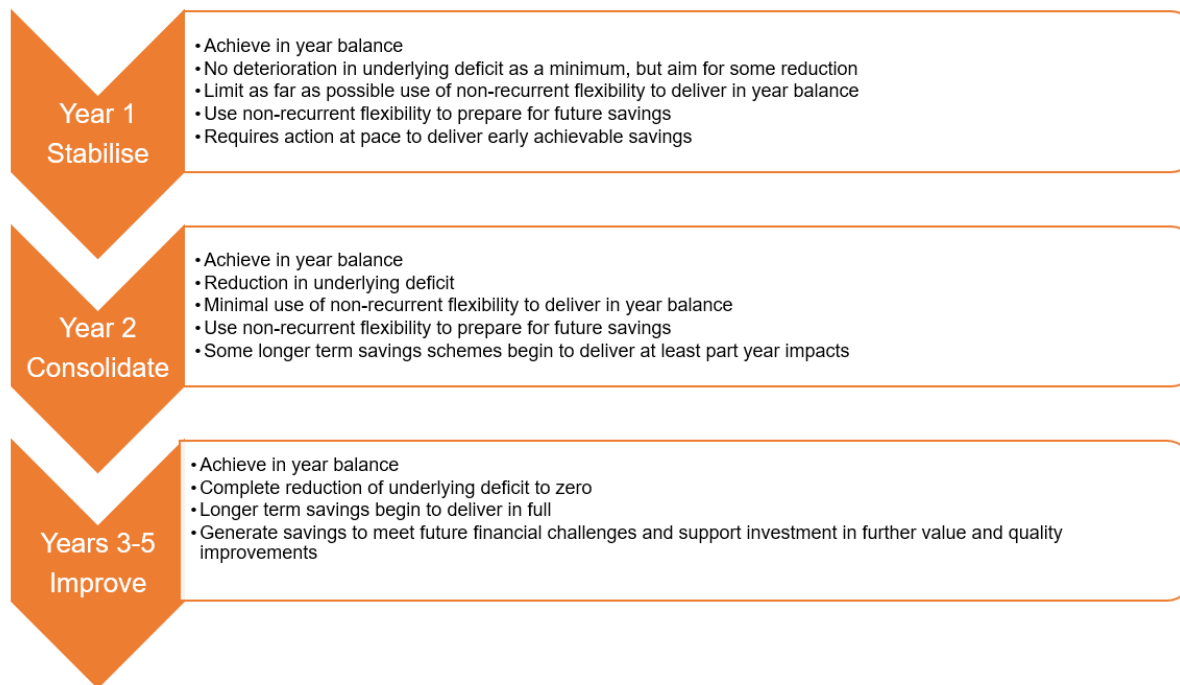 Year 1
Stabilise
• Achieve in year balance
• No deterioration in underlying deficit as a minimum, but aim for some reduction
• Limit as far as possible use of non-recurrent flexibility to deliver in year balance
• Use non-recurrent flexibility to prepare for future savings
• Requires action at pace to deliver early achievable savings
Year 2
Consolidate
• Achieve in year balance
• Reduction in underlying deficit
• Minimal use of non-recurrent flexibility to deliver in year balance
• Use non-recurrent flexibility to prepare for future savings
• Some longer term savings schemes begin to deliver at least part year impacts
Years 3-5
Improve
• Achieve in year balance
• Complete reduction of underlying deficit to zero
• Longer term savings begin to deliver in full
• Generate savings to meet future financial challenges and support investment in further value and quality
improvements